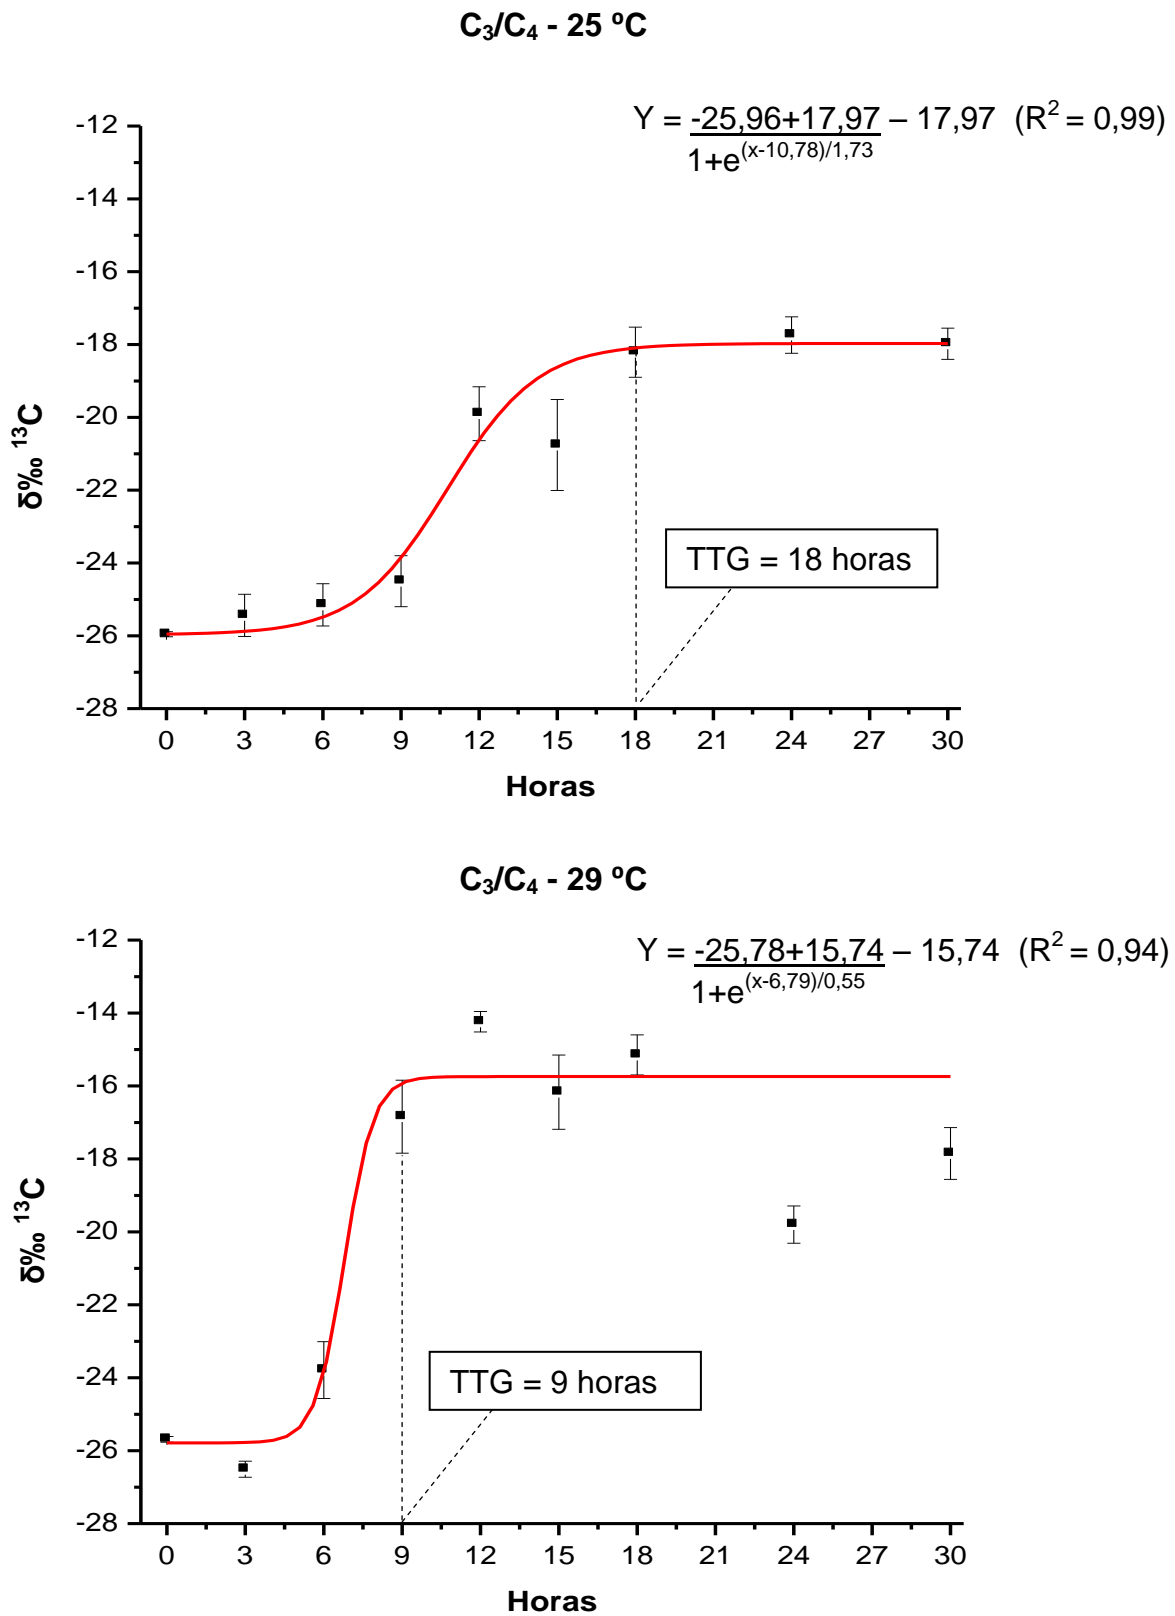 C₃/C₄ - 25 ºC
Y = -25,96+17,97 – 17,97 (R² = 0,99)
1+e^(x-10,78)/1,73
-12
-14
-16
-18
-20
-22
-24
-26
-28
δ‰ ¹³C
TTG = 18 horas
0 3 6 9 12 15 18 21 24 27 30
Horas
C₃/C₄ - 29 ºC
Y = -25,78+15,74 – 15,74 (R² = 0,94)
1+e^(x-6,79)/0,55
-12
-14
-16
-18
-20
-22
-24
-26
-28
δ‰ ¹³C
TTG = 9 horas
0 3 6 9 12 15 18 21 24 27 30
Horas